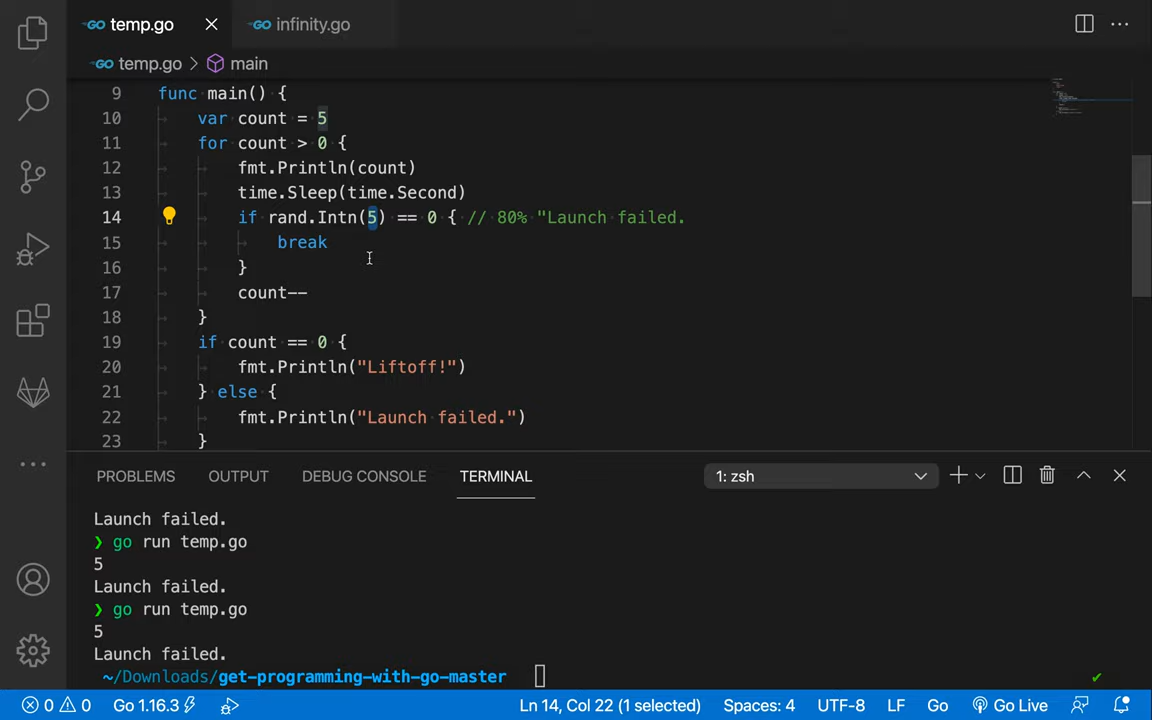 GO temp.go
GO infinity.go
GO temp.go > main
9 func main() {
10 var count = 5
11 for count > 0 {
12 fmt.Println(count)
13 time.Sleep(time.Second)
14 if rand.Intn(5) == 0 { // 80% "Launch failed.
15 break
16 }
17 count--
18 }
19 if count == 0 {
20 fmt.Println("Liftoff!")
21 } else {
22 fmt.Println("Launch failed.")
23 }
PROBLEMS OUTPUT DEBUG CONSOLE TERMINAL 1: zsh
Launch failed.
❯ go run temp.go
5
Launch failed.
❯ go run temp.go
5
Launch failed.
~/Downloads/get-programming-with-go-master
0 0 Go 1.16.3 Ln 14, Col 22 (1 selected) Spaces: 4 UTF-8 LF Go Go Live